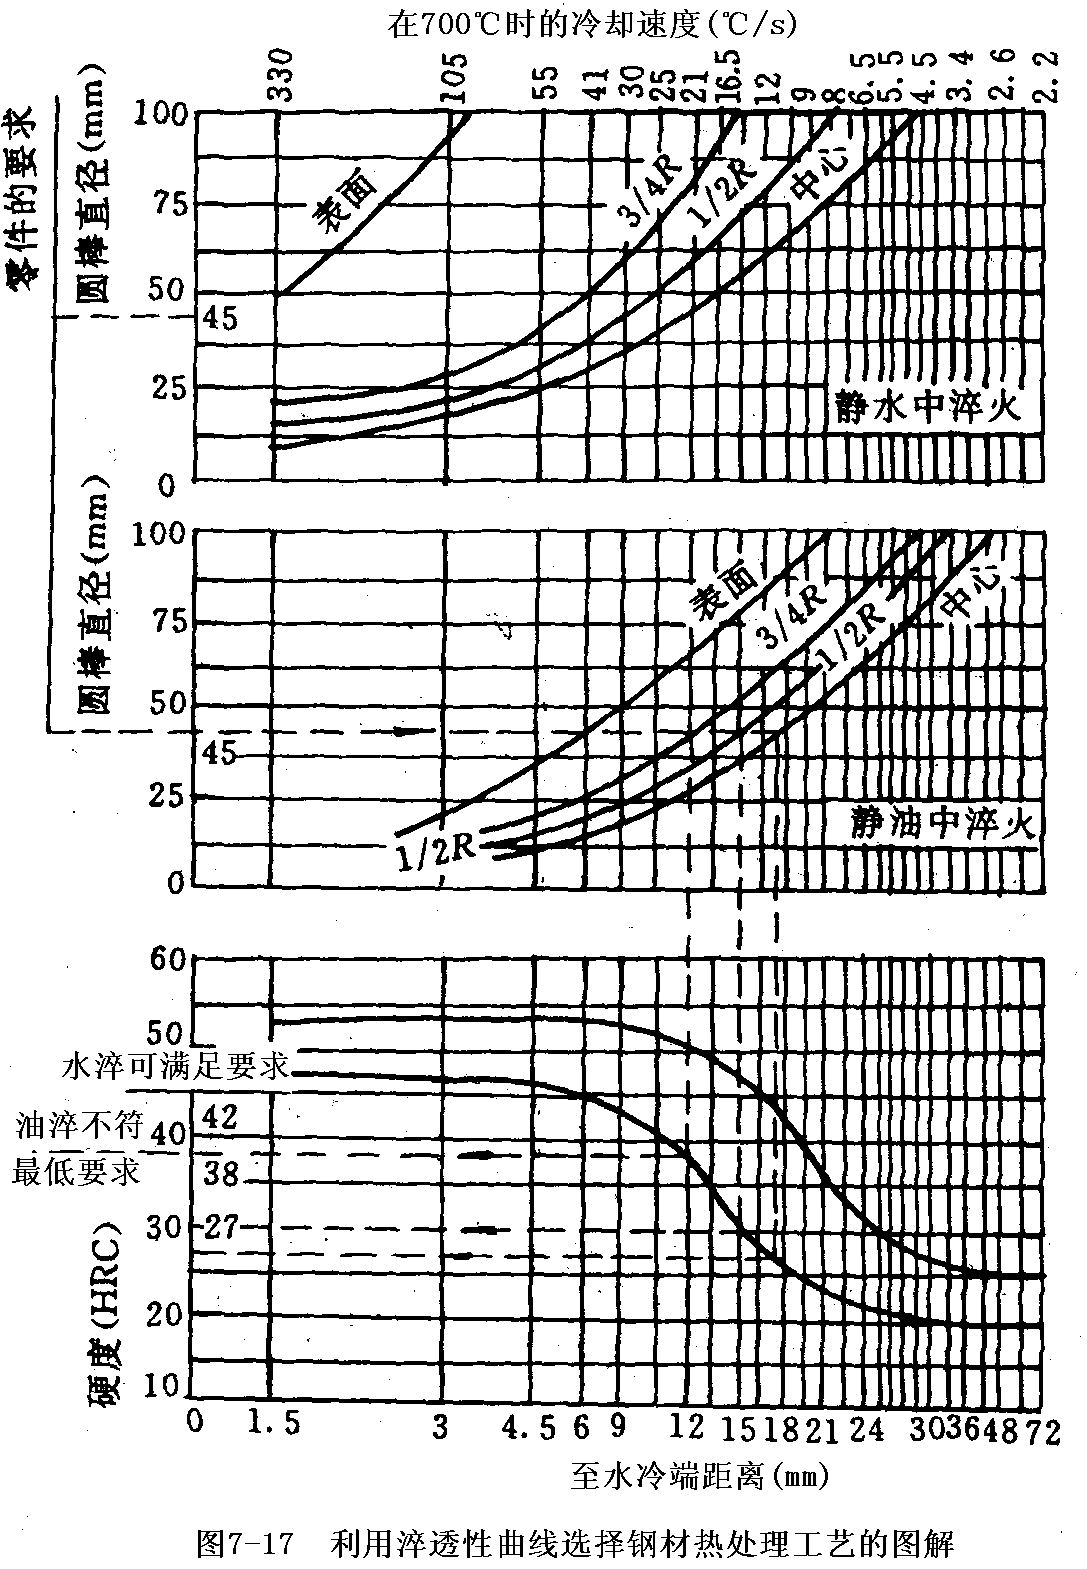 在700℃时的冷却速度(℃/s)
330 105 55 41 30 25 21 16.5 12 9 8 6.5 5.5 4.5 3.4 2.6 2.2
零件的要求
圆棒直径(mm)
100
75
50
45
25
0
表面
3/4R
1/2R
中心
静水中淬火
圆棒直径(mm)
100
75
50
45
25
0
表面
3/4R
1/2R
中心
1/2R
静油中淬火
60
50
水淬可满足要求
42
油淬不符
40
最低要求
38
30
27
20
10
硬度(HRC)
0 1.5 3 4.5 6 9 12 15 18 21 24 30 36 48 72
至水冷端距离(mm)
图7-17 利用淬透性曲线选择钢材热处理工艺的图解